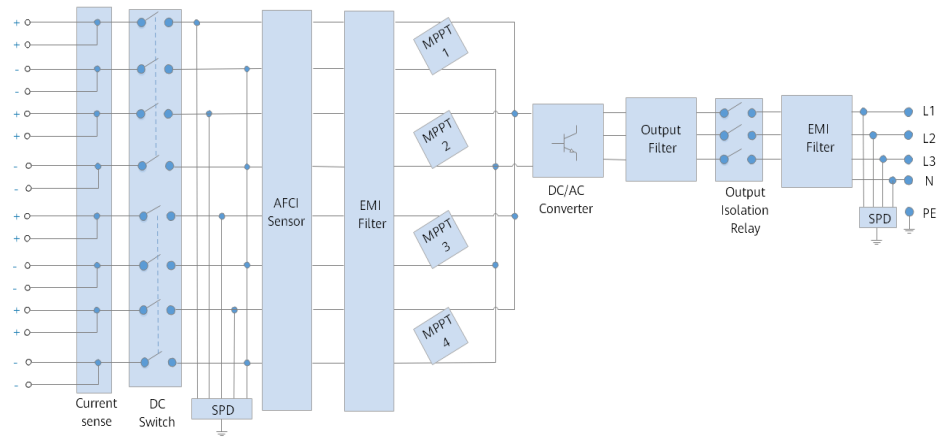 +
+
-
-
+
+
-
-
+
+
-
-
+
+
-
-
Current
sense
DC
Switch
SPD
AFCI
Sensor
EMI
Filter
MPPT
1
MPPT
2
MPPT
3
MPPT
4
DC/AC
Converter
Output
Filter
Output
Isolation
Relay
EMI
Filter
L1
L2
L3
N
PE
SPD